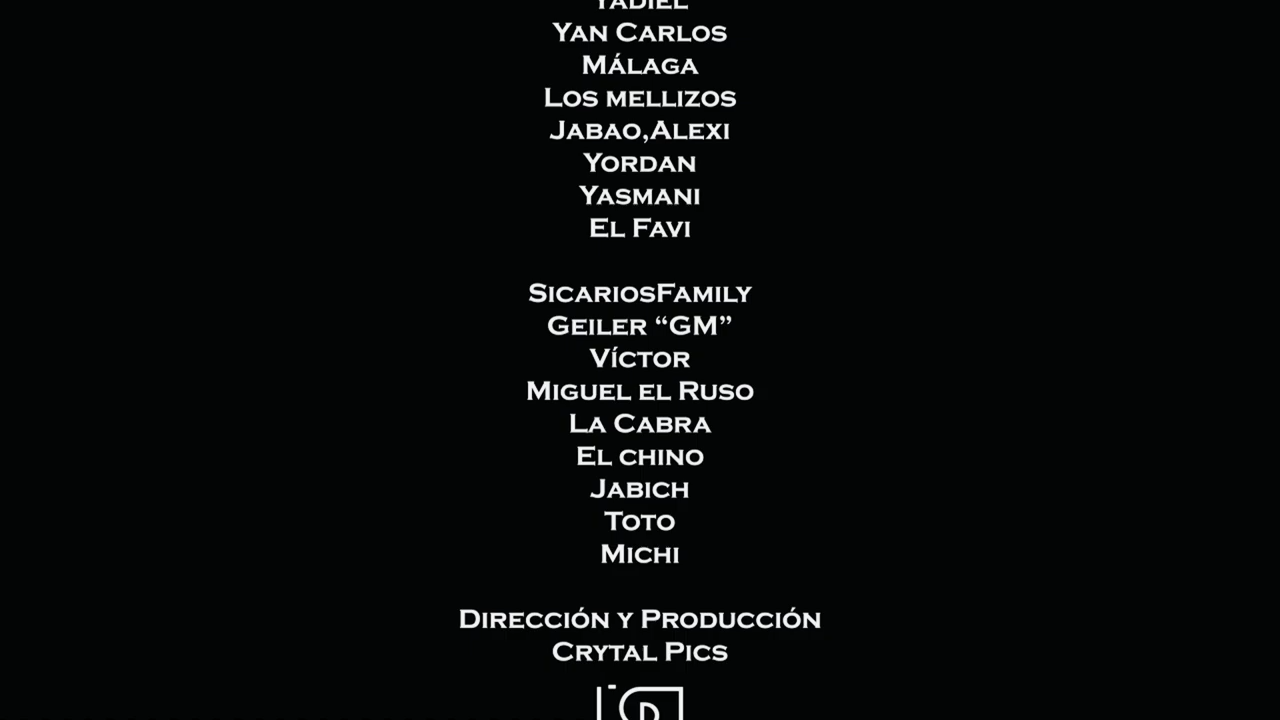 Yadiel
Yan Carlos
Málaga
Los mellizos
Jabao,Alexi
Yordan
Yasmani
El Favi
SicariosFamily
Geiler “GM”
Víctor
Miguel el Ruso
La Cabra
El chino
Jabich
Toto
Michi
Dirección y Producción
Crytal Pics